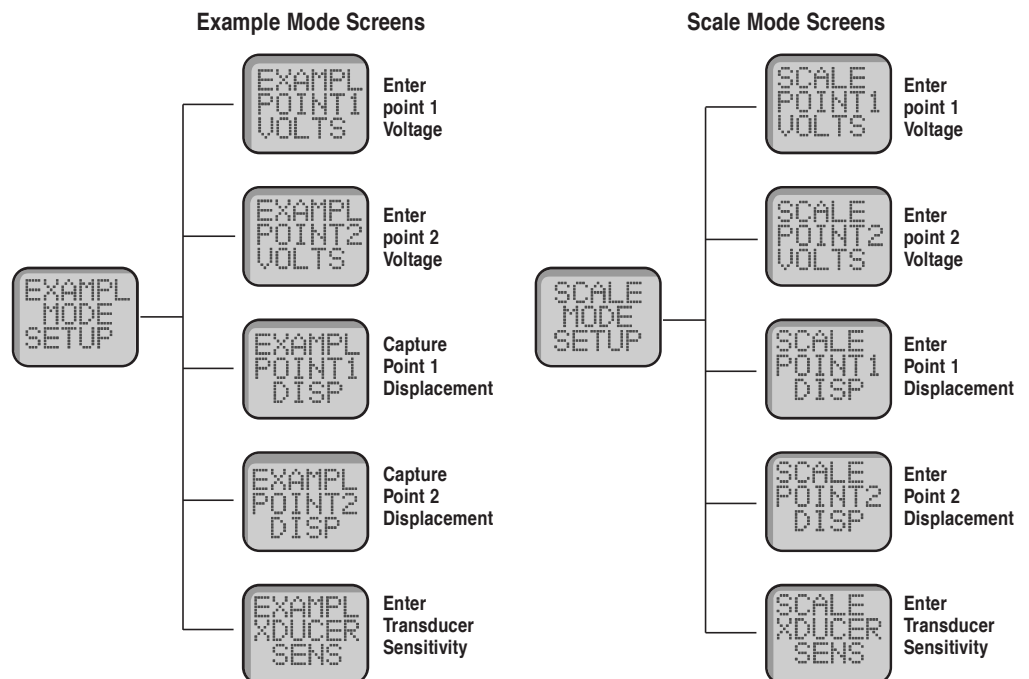 Example Mode Screens
EXAMPL
MODE
SETUP
EXAMPL
POINT1
VOLTS
Enter
point 1
Voltage
EXAMPL
POINT2
VOLTS
Enter
point 2
Voltage
EXAMPL
POINT1
DISP
Capture
Point 1
Displacement
EXAMPL
POINT2
DISP
Capture
Point 2
Displacement
EXAMPL
XDUCER
SENS
Enter
Transducer
Sensitivity
Scale Mode Screens
SCALE
MODE
SETUP
SCALE
POINT1
VOLTS
Enter
point 1
Voltage
SCALE
POINT2
VOLTS
Enter
point 2
Voltage
SCALE
POINT1
DISP
Enter
Point 1
Displacement
SCALE
POINT2
DISP
Enter
Point 2
Displacement
SCALE
XDUCER
SENS
Enter
Transducer
Sensitivity